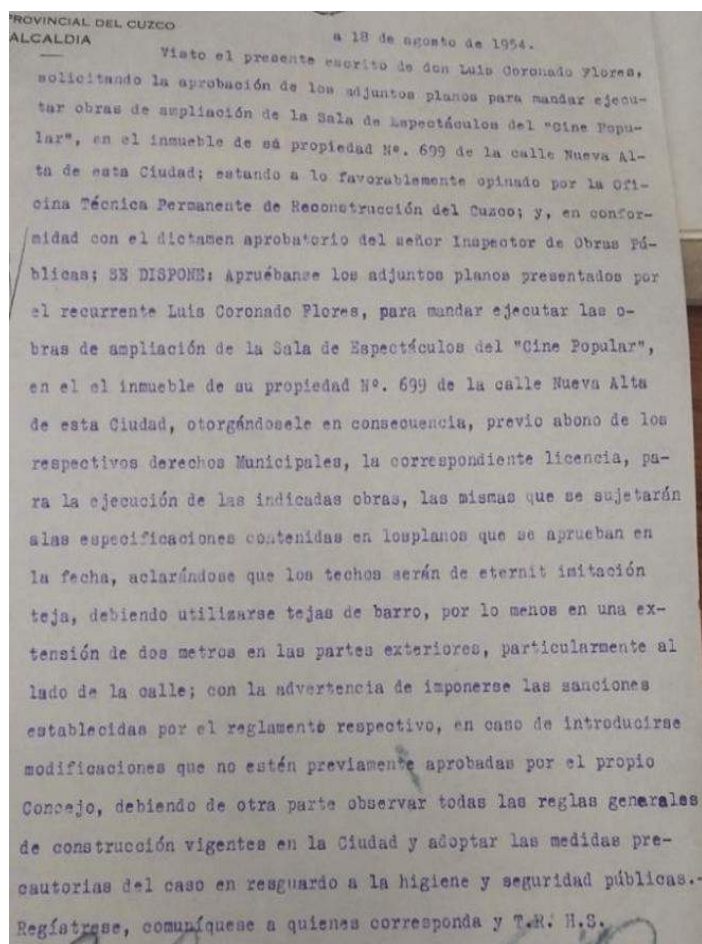 PROVINCIAL DEL CUZCO
ALCALDIA
a 18 de agosto de 1954.
Visto el presente escrito de don Luis Coronado Flores,
solicitando la aprobación de los adjuntos planos para mandar ejecu-
tar obras de ampliación de la Sala de Espectáculos del "Cine Popu-
lar", en el inmueble de su propiedad Nº. 699 de la calle Nueva Al-
ta de esta Ciudad; estando a lo favorablemente opinado por la Ofi-
cina Técnica Permanente de Reconstrucción del Cuzco; y, en confor-
midad con el dictamen aprobatorio del señor Inspector de Obras Pú-
blicas; SE DISPONE: Apruébanse los adjuntos planos presentados por
el recurrente Luis Coronado Flores, para mandar ejecutar las o-
bras de ampliación de la Sala de Espectáculos del "Cine Popular",
en el el inmueble de su propiedad Nº. 699 de la calle Nueva Alta
de esta Ciudad, otorgándosele en consecuencia, previo abono de los
respectivos derechos Municipales, la correspondiente licencia, pa-
ra la ejecución de las indicadas obras, las mismas que se sujetarán
alas especificaciones contenidas en losplanos que se aprueban en
la fecha, aclarándose que los techos serán de eternit imitación
teja, debiendo utilizarse tejas de barro, por lo menos en una ex-
tensión de dos metros en las partes exteriores, particularmente al
lado de la calle; con la advertencia de imponerse las sanciones
establecidas por el reglamento respectivo, en caso de introducirse
modificaciones que no estén previamente aprobadas por el propio
Concejo, debiendo de otra parte observar todas las reglas generales
de construcción vigentes en la Ciudad y adoptar las medidas pre-
cautorias del caso en resguardo a la higiene y seguridad públicas.-
Regístrese, comuníquese a quienes corresponda y T.R. H.S.